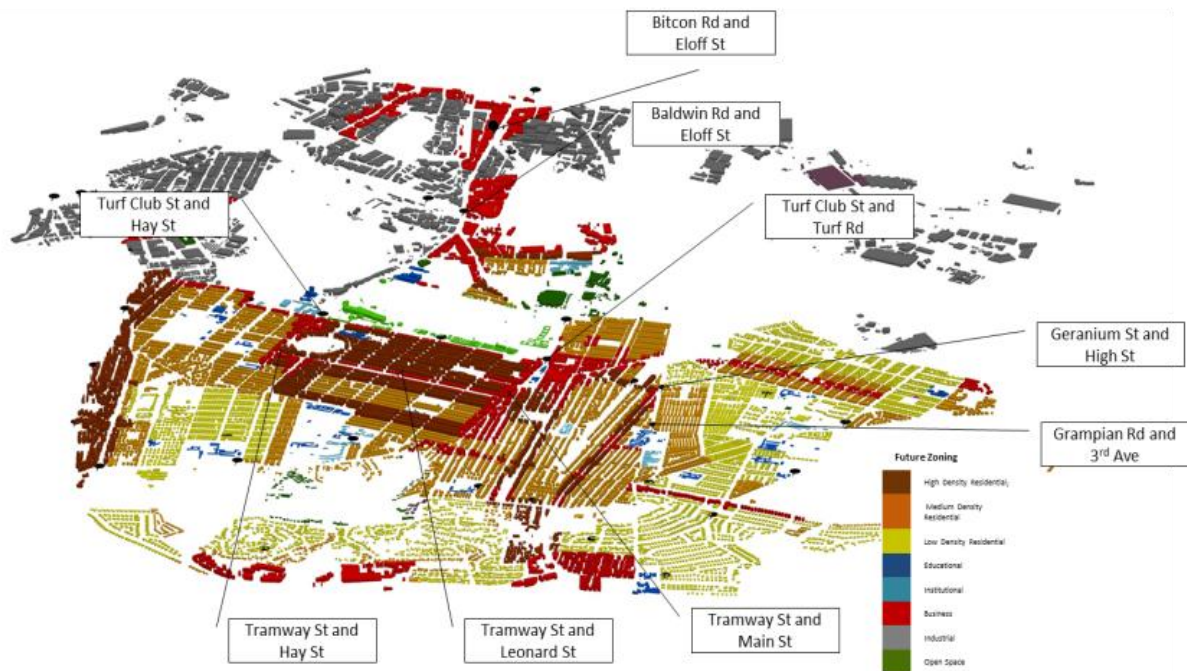 Bitcon Rd and
Eloff St
Baldwin Rd and
Eloff St
Turf Club St and
Hay St
Turf Club St and
Turf Rd
Geranium St and
High St
Grampian Rd and
3rd Ave
Future Zoning
High Density Residential;
Medium Density
Residential
Low Density Residential
Educational
Institutional
Business
Industrial
Open Space
Tramway St and
Hay St
Tramway St and
Leonard St
Tramway St and
Main St